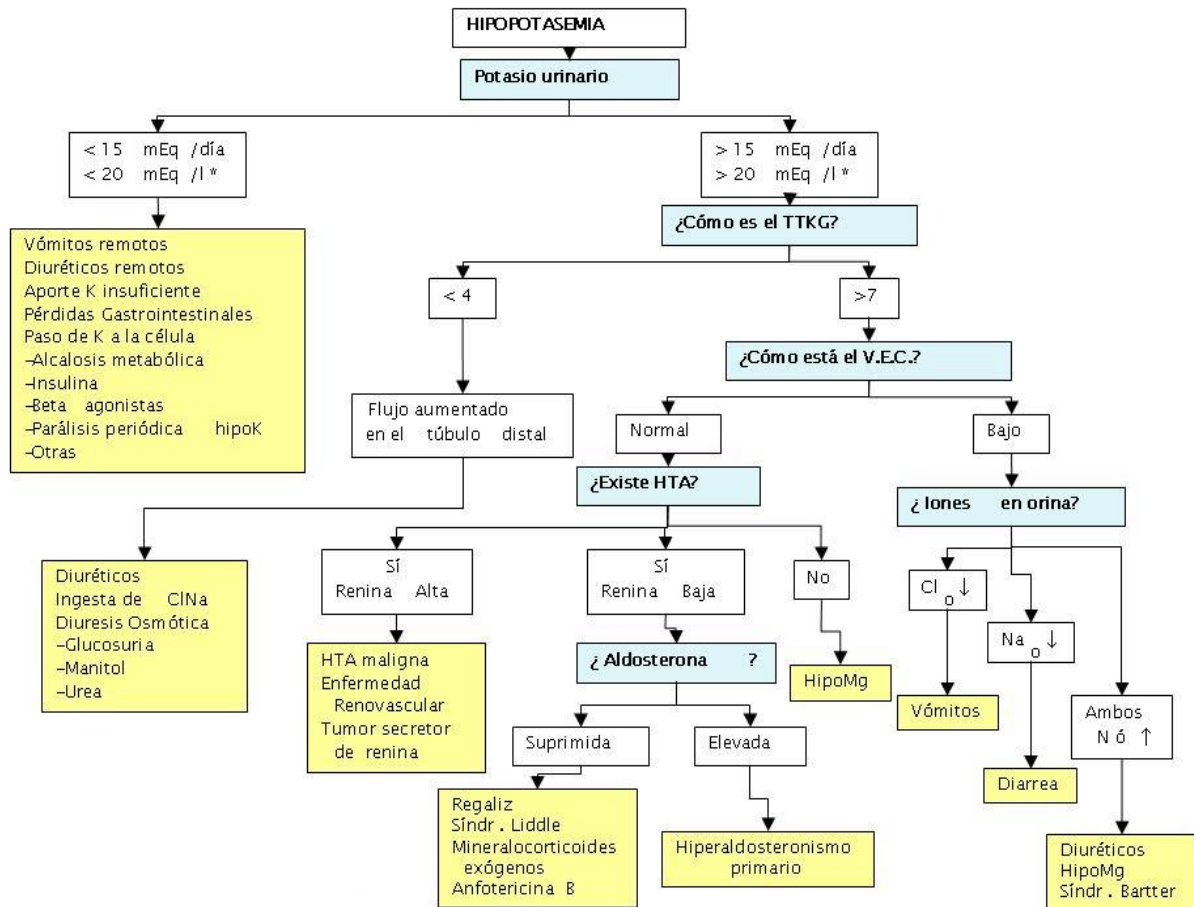 HIPOPOTASEMIA
Potasio urinario
< 15 mEq /día
< 20 mEq /l *
> 15 mEq /día
> 20 mEq /l *
¿Cómo es el TTKG?
Vómitos remotos
Diuréticos remotos
Aporte K insuficiente
Pérdidas Gastrointestinales
Paso de K a la célula
-Alcalosis metabólica
-Insulina
-Beta agonistas
-Parálisis periódica hipoK
-Otras
< 4
>7
¿Cómo está el V.E.C.?
Flujo aumentado
en el túbulo distal
Normal
Bajo
¿Existe HTA?
¿ Iones en orina?
Diuréticos
Ingesta de ClNa
Diuresis Osmótica
-Glucosuria
-Manitol
-Urea
Sí
Renina Alta
Sí
Renina Baja
No
Cl o ↓
Na o ↓
Ambos
N ó ↑
HTA maligna
Enfermedad
Renovascular
Tumor secretor
de renina
¿ Aldosterona ?
HipoMg
Vómitos
Diarrea
Suprimida
Elevada
Regaliz
Síndr. Liddle
Mineralocorticoides
exógenos
Anfotericina B
Hiperaldosteronismo
primario
Diuréticos
HipoMg
Síndr. Bartter